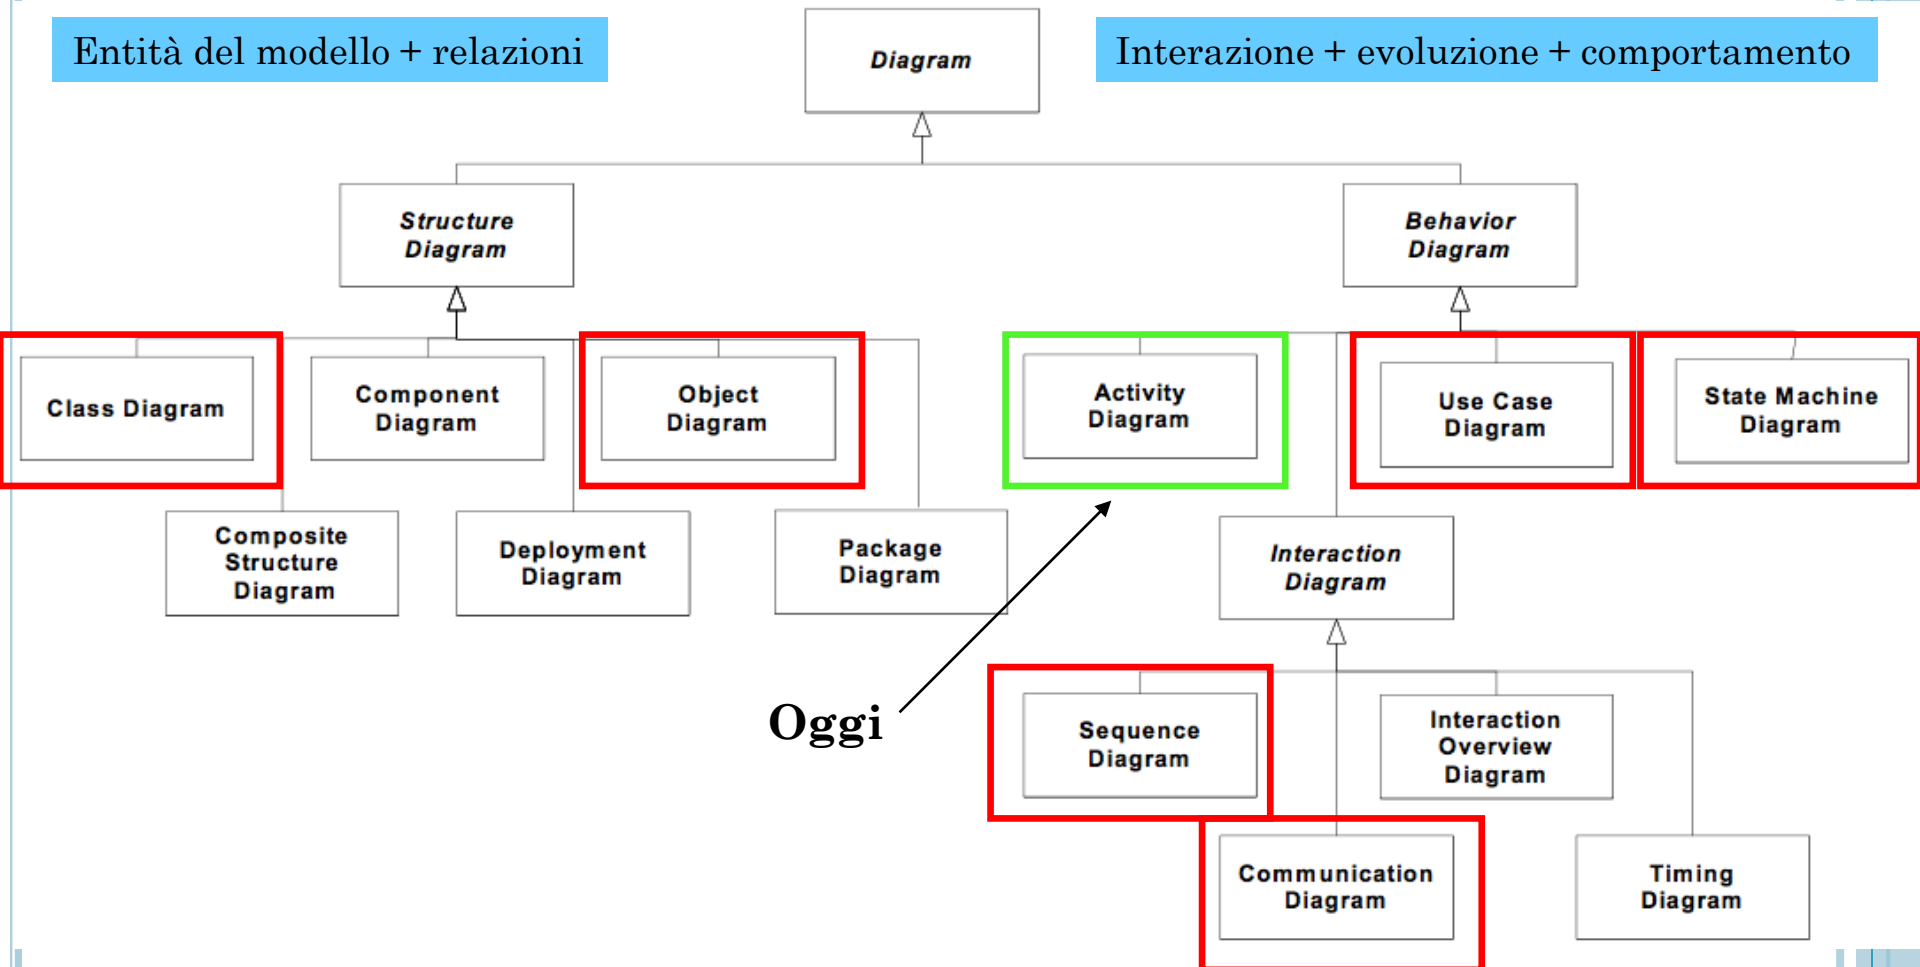 Entità del modello + relazioni
Diagram
Interazione + evoluzione + comportamento
Structure
Diagram
Behavior
Diagram
Class Diagram
Component
Diagram
Object
Diagram
Activity
Diagram
Use Case
Diagram
State Machine
Diagram
Composite
Structure
Diagram
Deployment
Diagram
Package
Diagram
Interaction
Diagram
Oggi
Sequence
Diagram
Interaction
Overview
Diagram
Communication
Diagram
Timing
Diagram